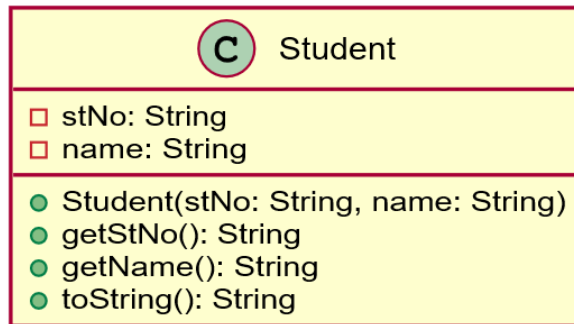 C Student
stNo: String
name: String
Student(stNo: String, name: String)
getStNo(): String
getName(): String
toString(): String